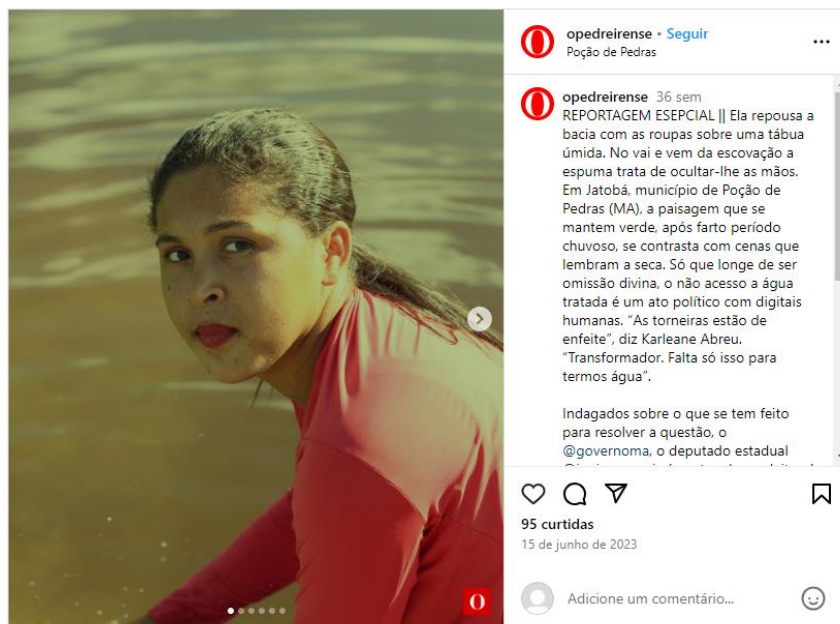 opedreirense • Seguir
Poção de Pedras
opedreirense 36 sem
REPORTAGEM ESEPCIAL || Ela repousa a
bacia com as roupas sobre uma tábua
úmida. No vai e vem da escovação a
espuma trata de ocultar-lhe as mãos.
Em Jatobá, município de Poção de
Pedras (MA), a paisagem que se
mantem verde, após farto período
chuvoso, se contrasta com cenas que
lembram a seca. Só que longe de ser
omissão divina, o não acesso a água
tratada é um ato político com digitais
humanas. “As torneiras estão de
enfeite”, diz Karleane Abreu.
“Transformador. Falta só isso para
termos água”.
Indagados sobre o que se tem feito
para resolver a questão, o
@governoma, o deputado estadual
95 curtidas
15 de junho de 2023
Adicione um comentário...
O